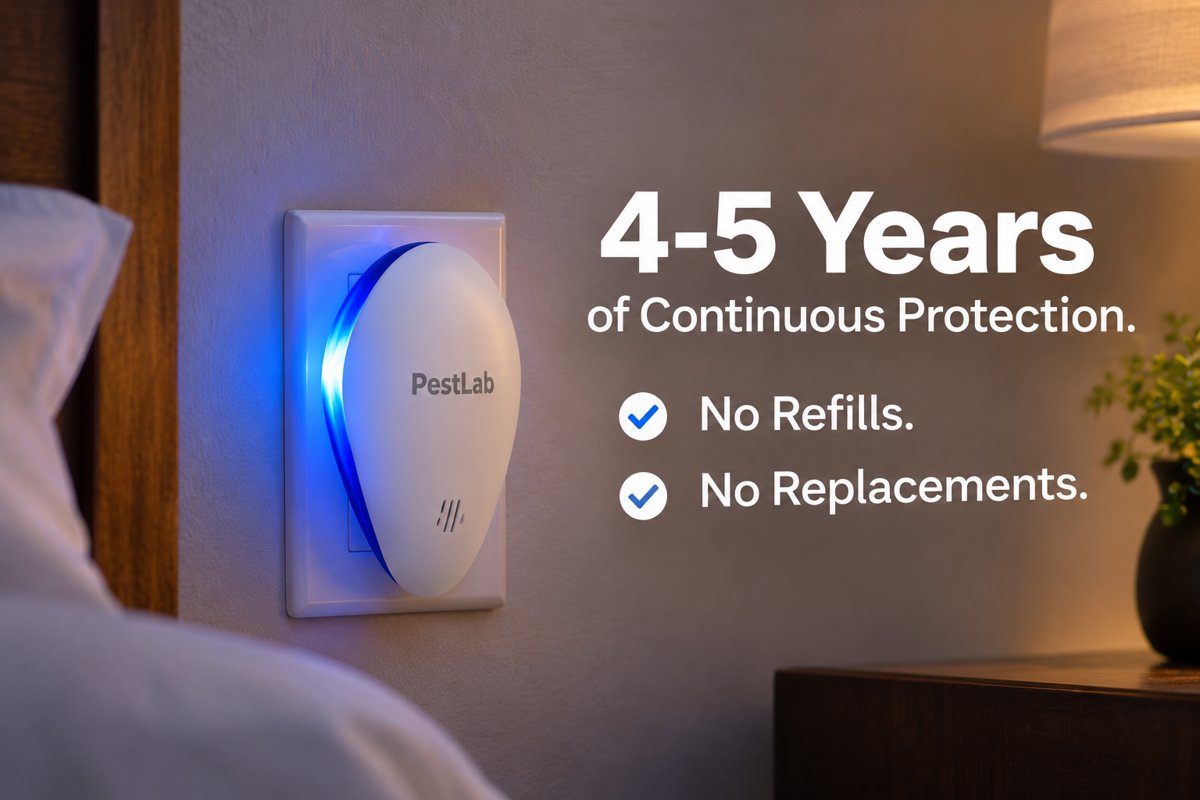 PestLab
4-5 Years
of Continuous Protection.
No Refills.
No Replacements.